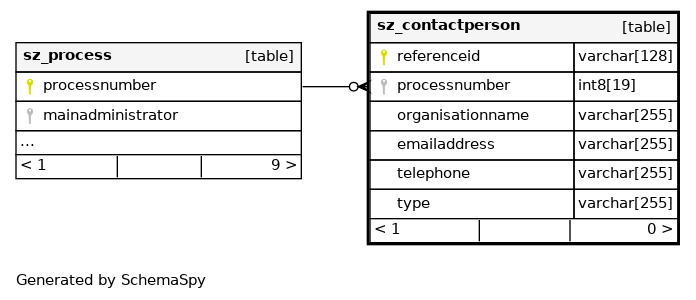 sz_process [table]
processnumber
mainadministrator
...
< 1 9 >
sz_contactperson [table]
referenceid varchar[128]
processnumber int8[19]
organisationname varchar[255]
emailaddress varchar[255]
telephone varchar[255]
type varchar[255]
< 1 0 >
Generated by SchemaSpy